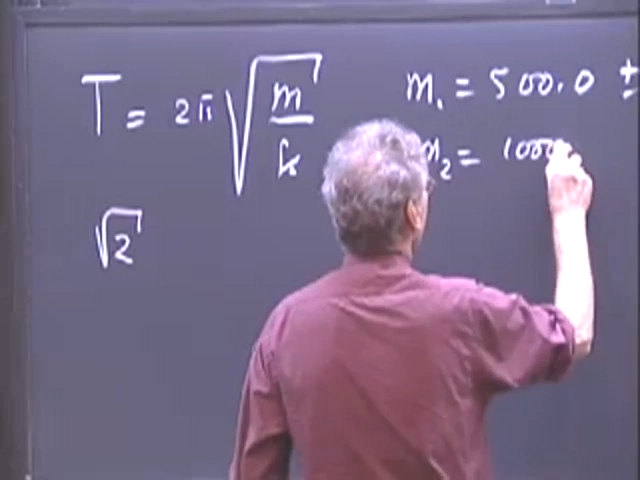 T = 2π √(m/k)
m₁ = 500.0 ±
m₂ = 1000
√2